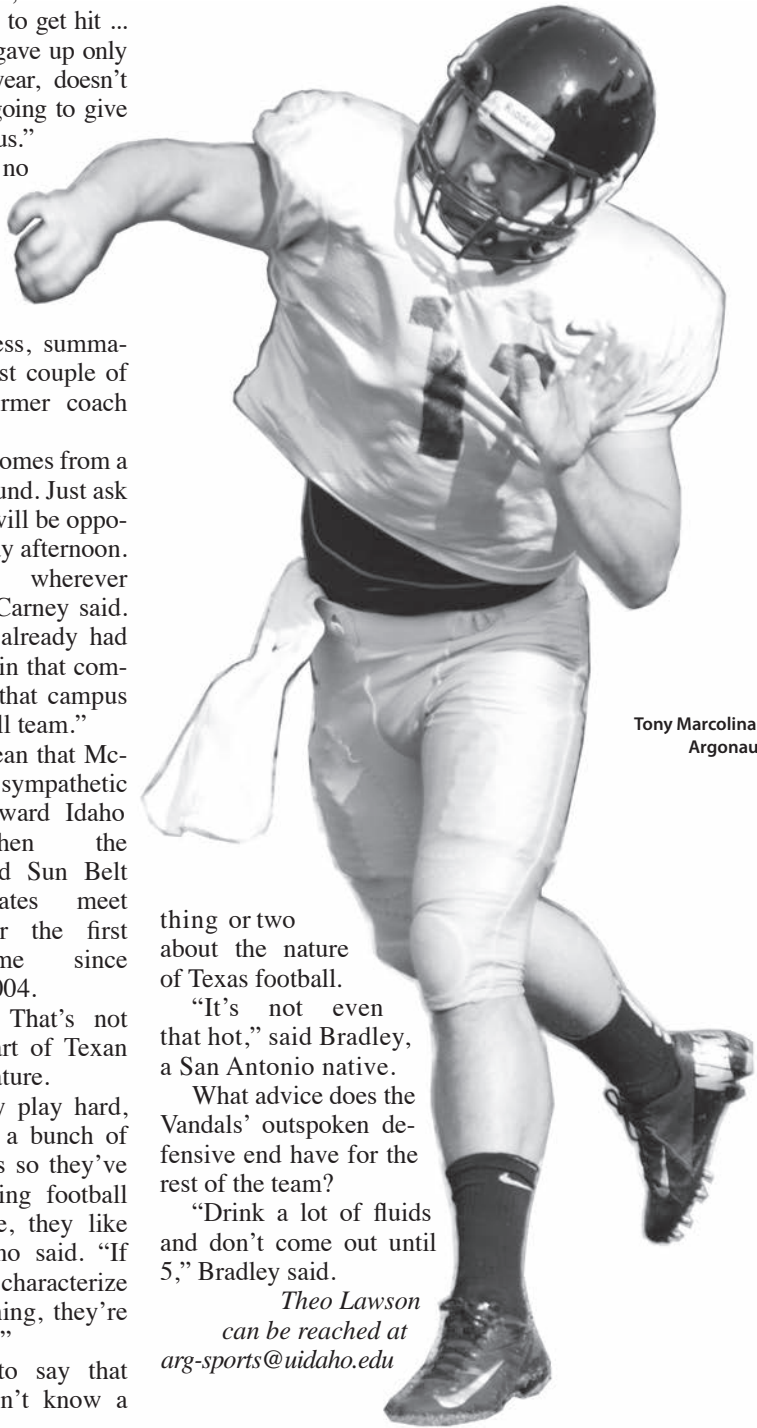 to get hit ...
gave up only
year, doesn't
going to give
us.”
no
ess, summa-
st couple of
rmer coach
omes from a
und. Just ask
will be oppo-
y afternoon.
wherever
Carney said.
already had
in that com-
that campus
ll team.”
ean that Mc-
sympathetic
ward Idaho
hen the
d Sun Belt
ates meet
r the first
me since
004.
That's not
art of Texan
ature.
y play hard,
a bunch of
s so they've
ing football
e, they like
no said. “If
characterize
ning, they're
”
to say that
n't know a
thing or two
about the nature
of Texas football.
“It's not even
that hot,” said Bradley,
a San Antonio native.
What advice does the
Vandals' outspoken de-
fensive end have for the
rest of the team?
“Drink a lot of fluids
and don't come out until
5,” Bradley said.
Theo Lawson
can be reached at
arg-sports@uidaho.edu
Tony Marcolina
Argonau
Riddell